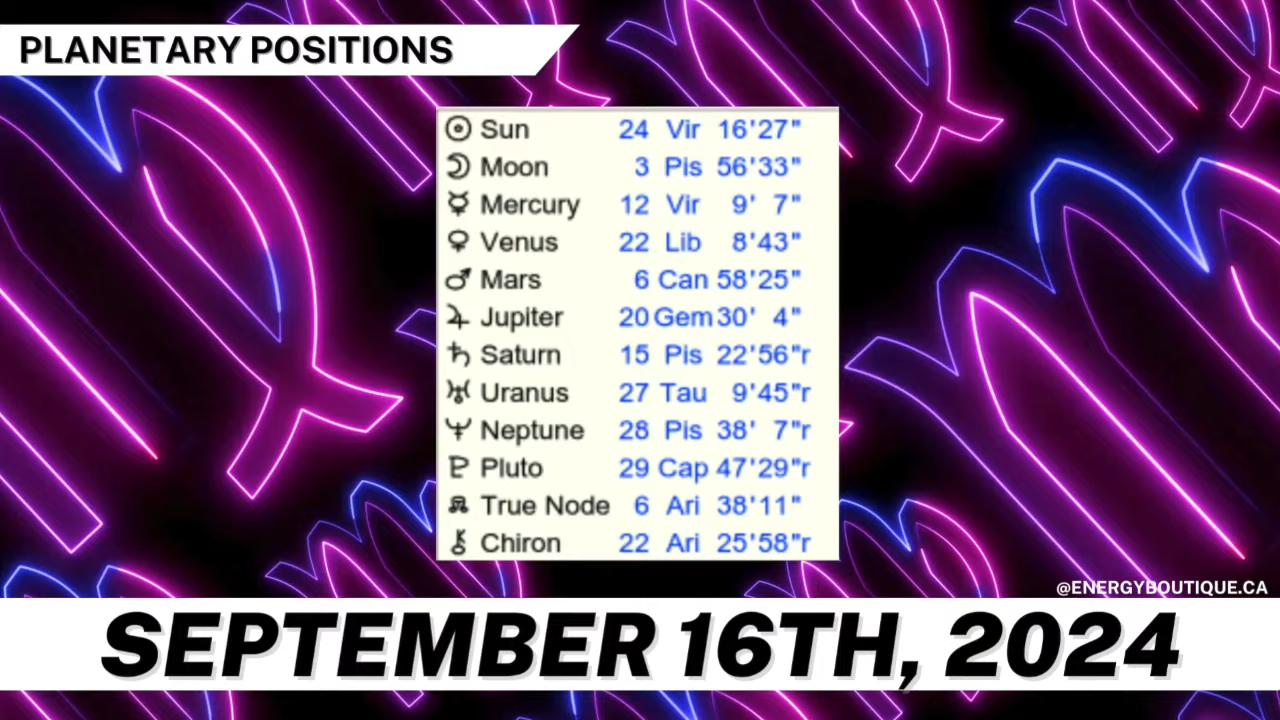 PLANETARY POSITIONS
Sun 24 Vir 16'27"
Moon 3 Pis 56'33"
Mercury 12 Vir 9' 7"
Venus 22 Lib 8'43"
Mars 6 Can 58'25"
Jupiter 20 Gem 30' 4"
Saturn 15 Pis 22'56"r
Uranus 27 Tau 9'45"r
Neptune 28 Pis 38' 7"r
Pluto 29 Cap 47'29"r
True Node 6 Ari 38'11"
Chiron 22 Ari 25'58"r
@ENERGYBOUTIQUE.CA
SEPTEMBER 16TH, 2024